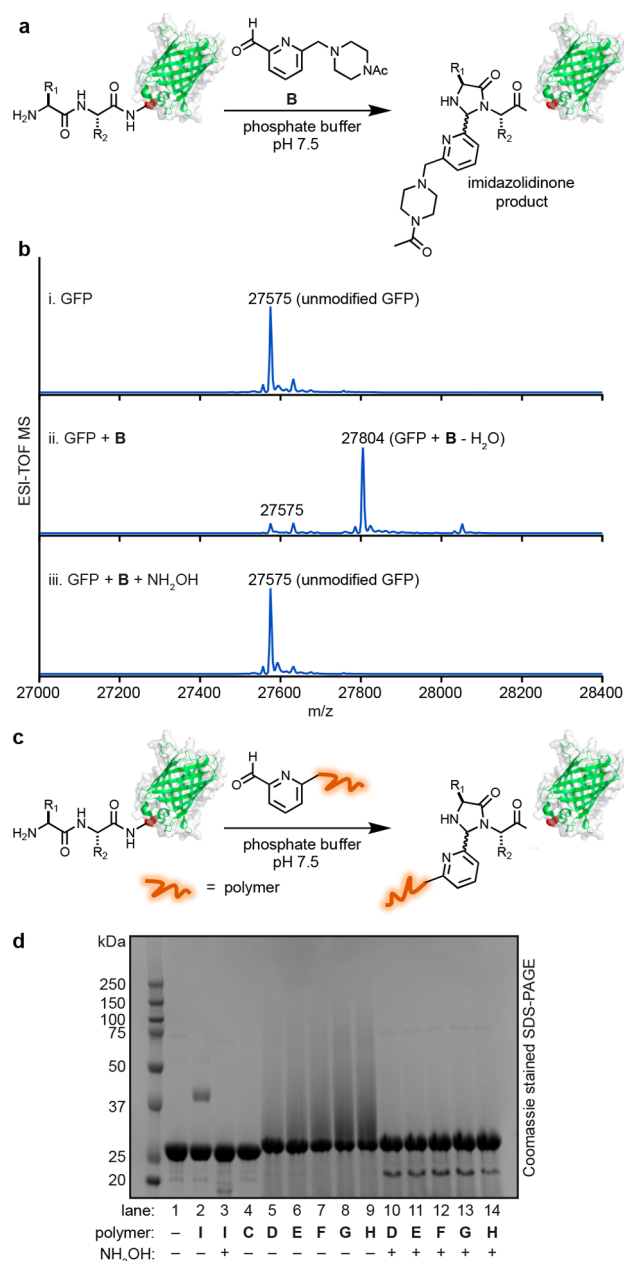 a
H
O
N
N
B
N
Ac
phosphate buffer
pH 7.5
R1
H2N
O
H
N
R2
O
N
H
R1
O
HN
N
O
R2
N
N
N
O
imidazolidinone
product
b
ESI-TOF MS
i. GFP
27575 (unmodified GFP)
ii. GFP + B
27804 (GFP + B - H2O)
27575
iii. GFP + B + NH2OH
27575 (unmodified GFP)
27000 27200 27400 27600 27800 28000 28200 28400
m/z
c
H
O
N
phosphate buffer
pH 7.5
R1
H2N
O
H
N
R2
O
N
H
= polymer
R1
O
HN
N
O
R2
N
d
kDa
250
150
100
75
50
37
25
20
Coomassie stained SDS-PAGE
lane: 1 2 3 4 5 6 7 8 9 10 11 12 13 14
polymer: – I I C D E F G H D E F G H
NH2OH: – – + – – – – – – + + + + +